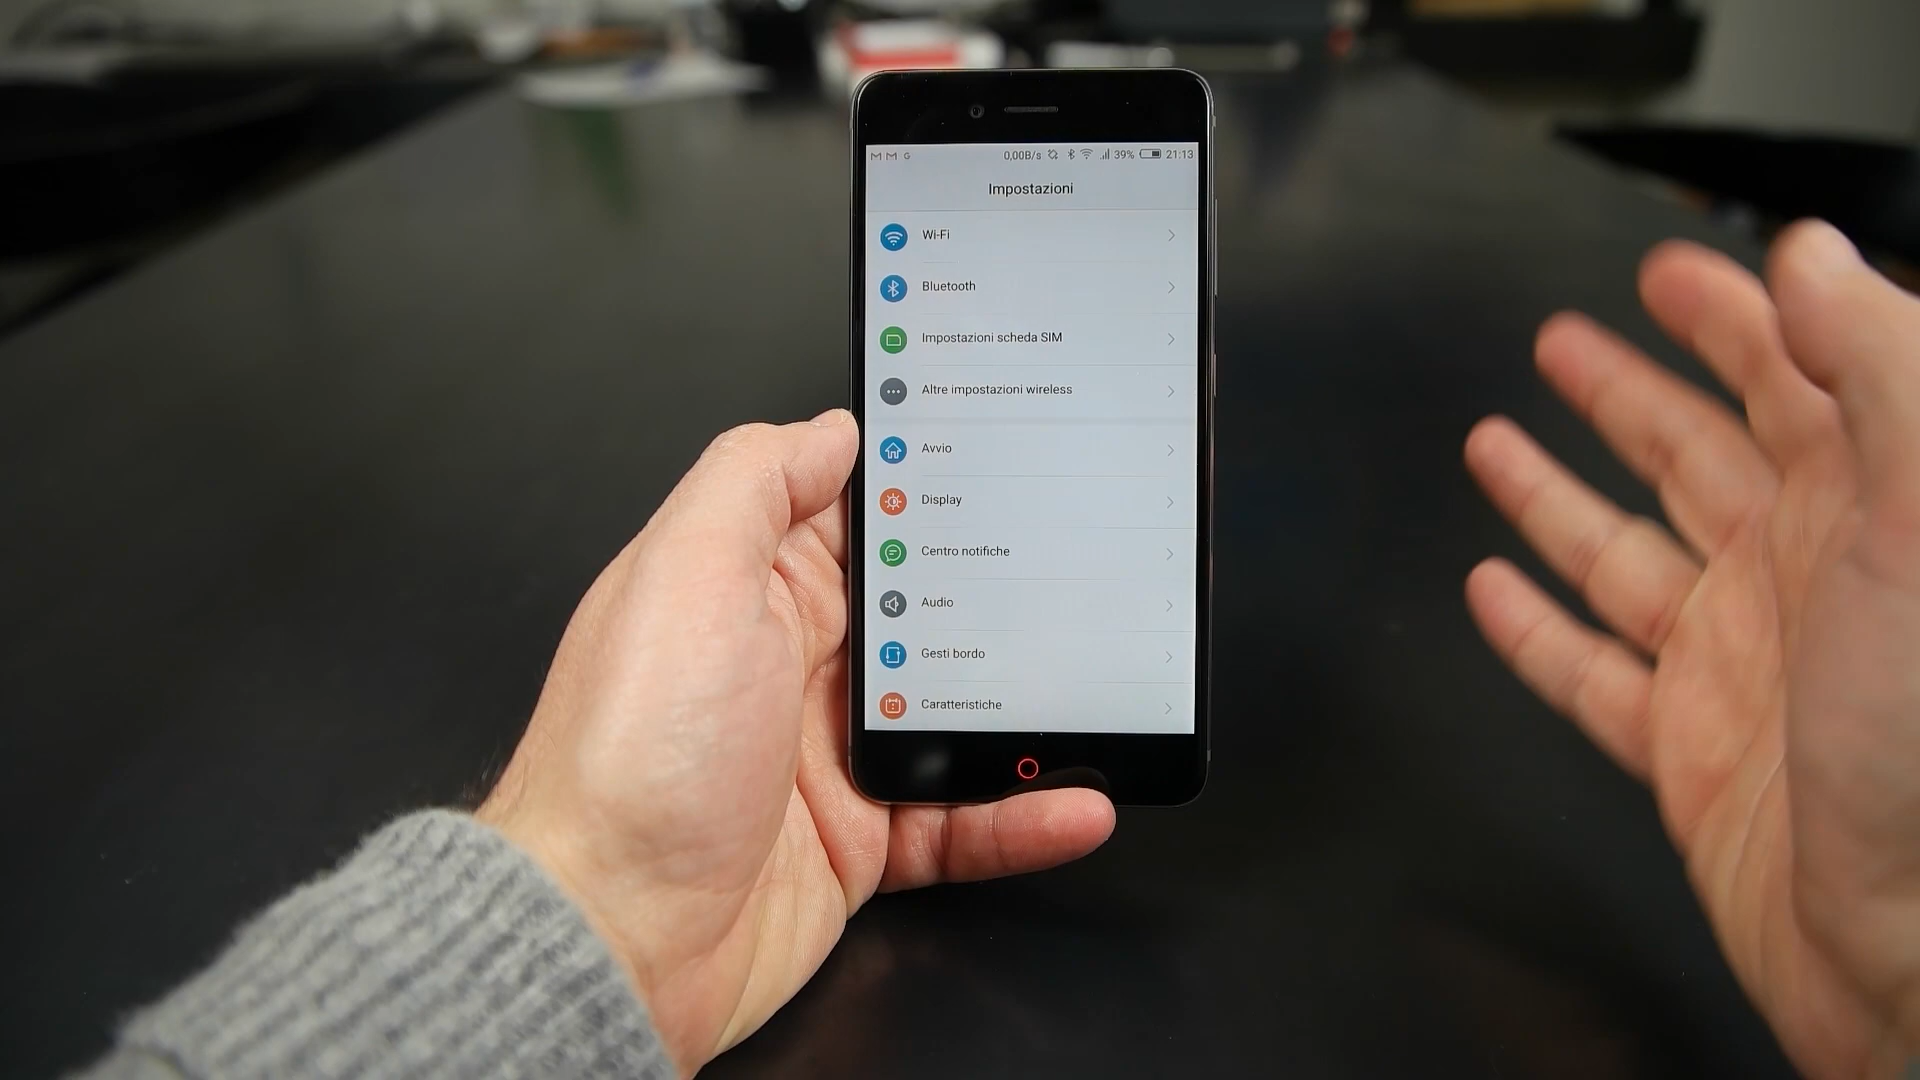 0,00B/s 39% 21:13
Impostazioni
Wi-Fi
Bluetooth
Impostazioni scheda SIM
Altre impostazioni wireless
Avvio
Display
Centro notifiche
Audio
Gesti bordo
Caratteristiche